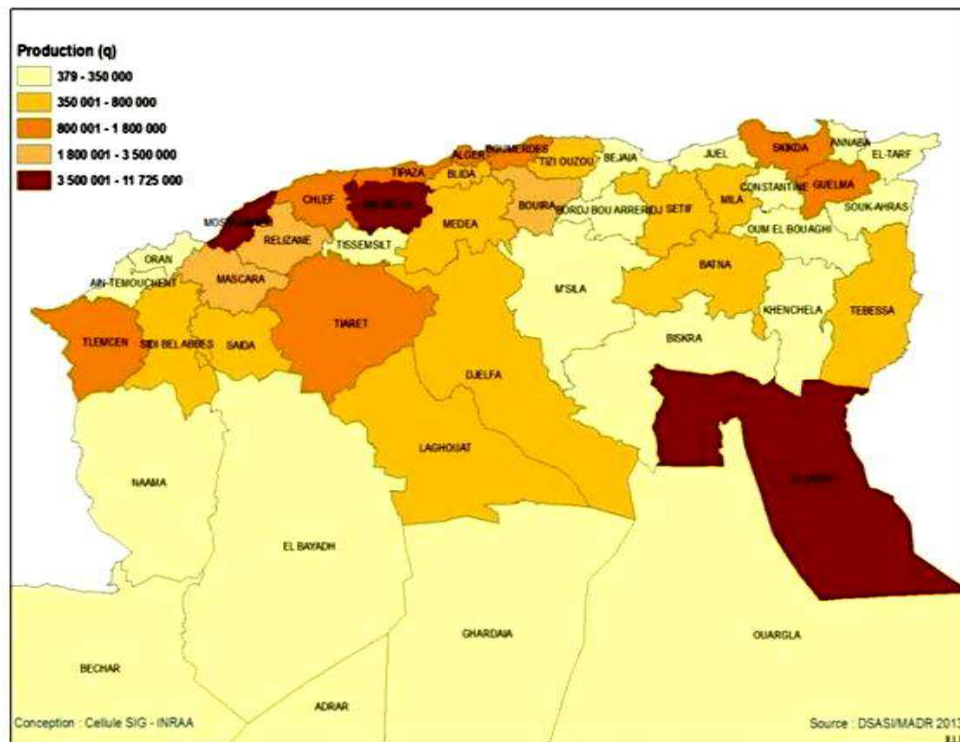 Production (q)
379 - 350 000
350 001 - 800 000
800 001 - 1 800 000
1 800 001 - 3 500 000
3 500 001 - 11 725 000
ALGER
BOUMERDES
TIZI OUZOU
BEJAIA
JIJEL
SKIKDA
ANNABA
EL-TARF
TIPAZA
BLIDA
CONSTANTINE
GUELMA
CHLEF
BOUIRA
BORDJ BOU ARRERIDJ
SETIF
MILA
SOUK-AHRAS
MEDEA
OUM EL BOUAGHI
RELIZANE
TISSEMSILT
ORAN
AIN-TEMOUCHENT
MASCARA
BATNA
M'SILA
KHENCHELA
TEBESSA
TIARET
TLEMCEN
SIDI BEL ABBES
SAIDA
BISKRA
DJELFA
LAGHOUAT
NAAMA
EL BAYADH
GHARDAIA
OUARGLA
BECHAR
ADRAR
Conception : Cellule SIG - INRAA
Source : DSASI/MADR 2013